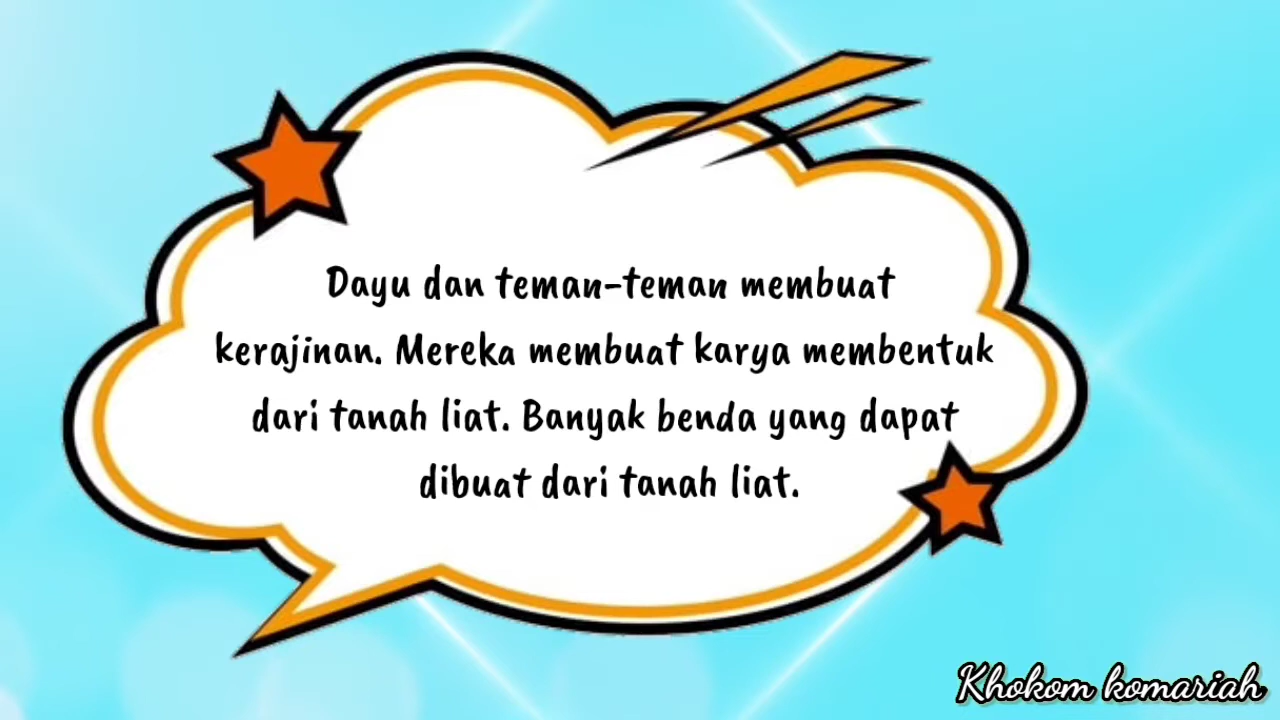 Dayu dan teman-teman membuat
kerajinan. Mereka membuat karya membentuk
dari tanah liat. Banyak benda yang dapat
dibuat dari tanah liat.
Khokom komariah